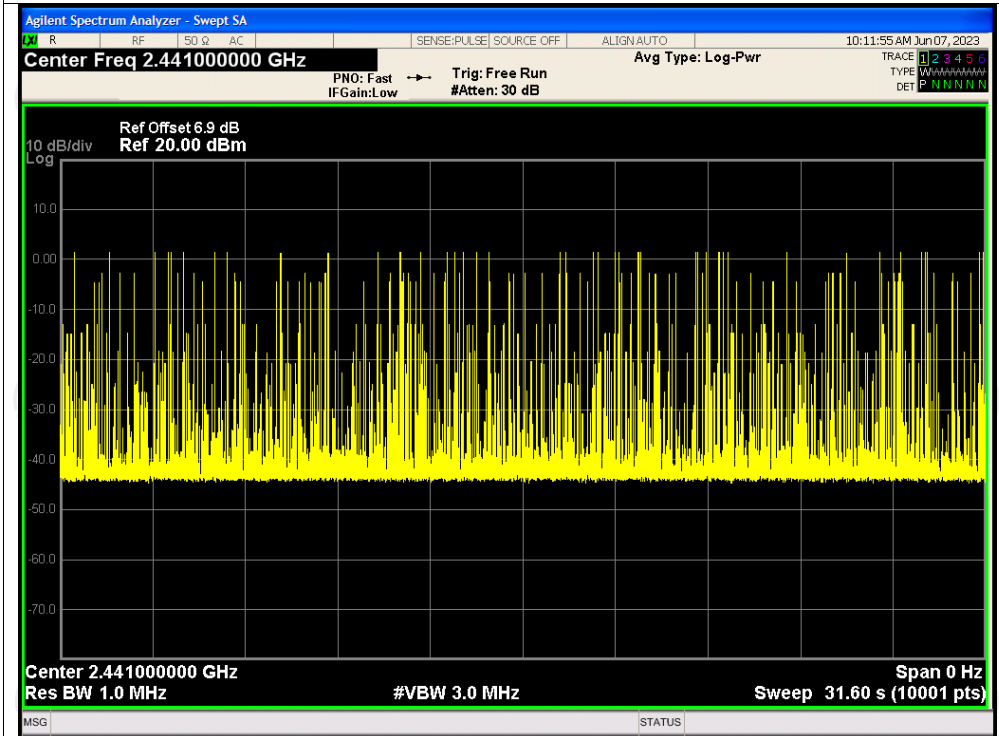 Agilent Spectrum Analyzer - Swept SA
LXI R RF 50 Ω AC SENSE:PULSE SOURCE OFF ALIGN AUTO 10:11:55 AM Jun 07, 2023
Center Freq 2.441000000 GHz Avg Type: Log-Pwr TRACE 1 2 3 4 5 6
PNO: Fast Trig: Free Run TYPE WWWWWW
IFGain:Low #Atten: 30 dB DET P N N N N N
Ref Offset 6.9 dB
10 dB/div Ref 20.00 dBm
Log
10.0
0.00
-10.0
-20.0
-30.0
-40.0
-50.0
-60.0
-70.0
Center 2.441000000 GHz Span 0 Hz
Res BW 1.0 MHz #VBW 3.0 MHz Sweep 31.60 s (10001 pts)
MSG STATUS